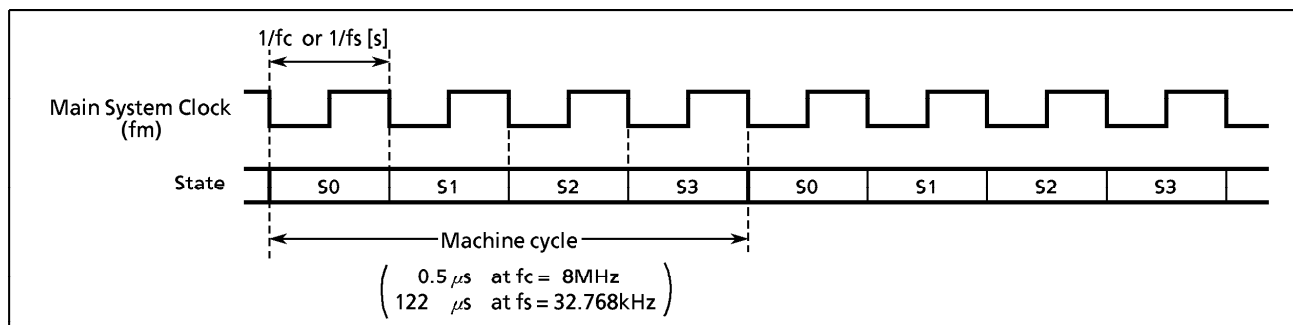 1/fc or 1/fs [s]
Main System Clock
(fm)
State
S0 S1 S2 S3 S0 S1 S2 S3
Machine cycle
0.5 μs at fc = 8MHz
122 μs at fs = 32.768kHz